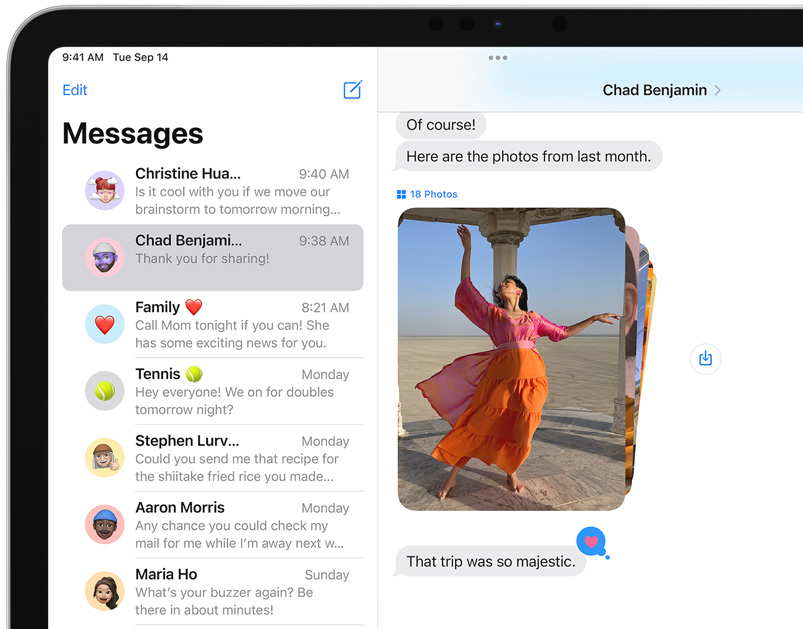 9:41 AM Tue Sep 14
Edit
Messages
Christine Hua... 9:40 AM
Is it cool with you if we move our
brainstorm to tomorrow morning...
Chad Benjami... 9:38 AM
Thank you for sharing!
Family ❤️ 8:21 AM
Call Mom tonight if you can! She
has some exciting news for you.
Tennis 🎾 Monday
Hey everyone! We on for doubles
tomorrow night?
Stephen Lurv... Monday
Could you send me that recipe for
the shiitake fried rice you made...
Aaron Morris Monday
Any chance you could check my
mail for me while I'm away next w...
Maria Ho Sunday
What's your buzzer again? Be
there in about minutes!
Chad Benjamin
Of course!
Here are the photos from last month.
18 Photos
That trip was so majestic.